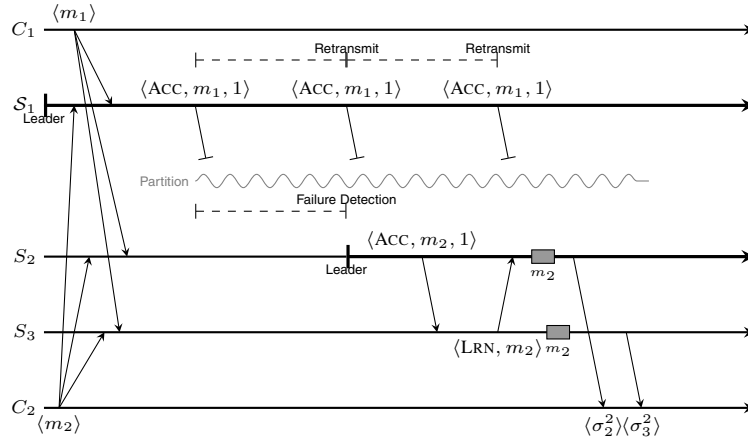 ⟨m₁⟩
C₁
Retransmit Retransmit
⟨ACC, m₁, 1⟩ ⟨ACC, m₁, 1⟩ ⟨ACC, m₁, 1⟩
𝒮₁
Leader
Partition
Failure Detection
⟨ACC, m₂, 1⟩
S₂
Leader
m₂
S₃
⟨LRN, m₂⟩ m₂
C₂
⟨m₂⟩ ⟨σ₂²⟩⟨σ₃²⟩